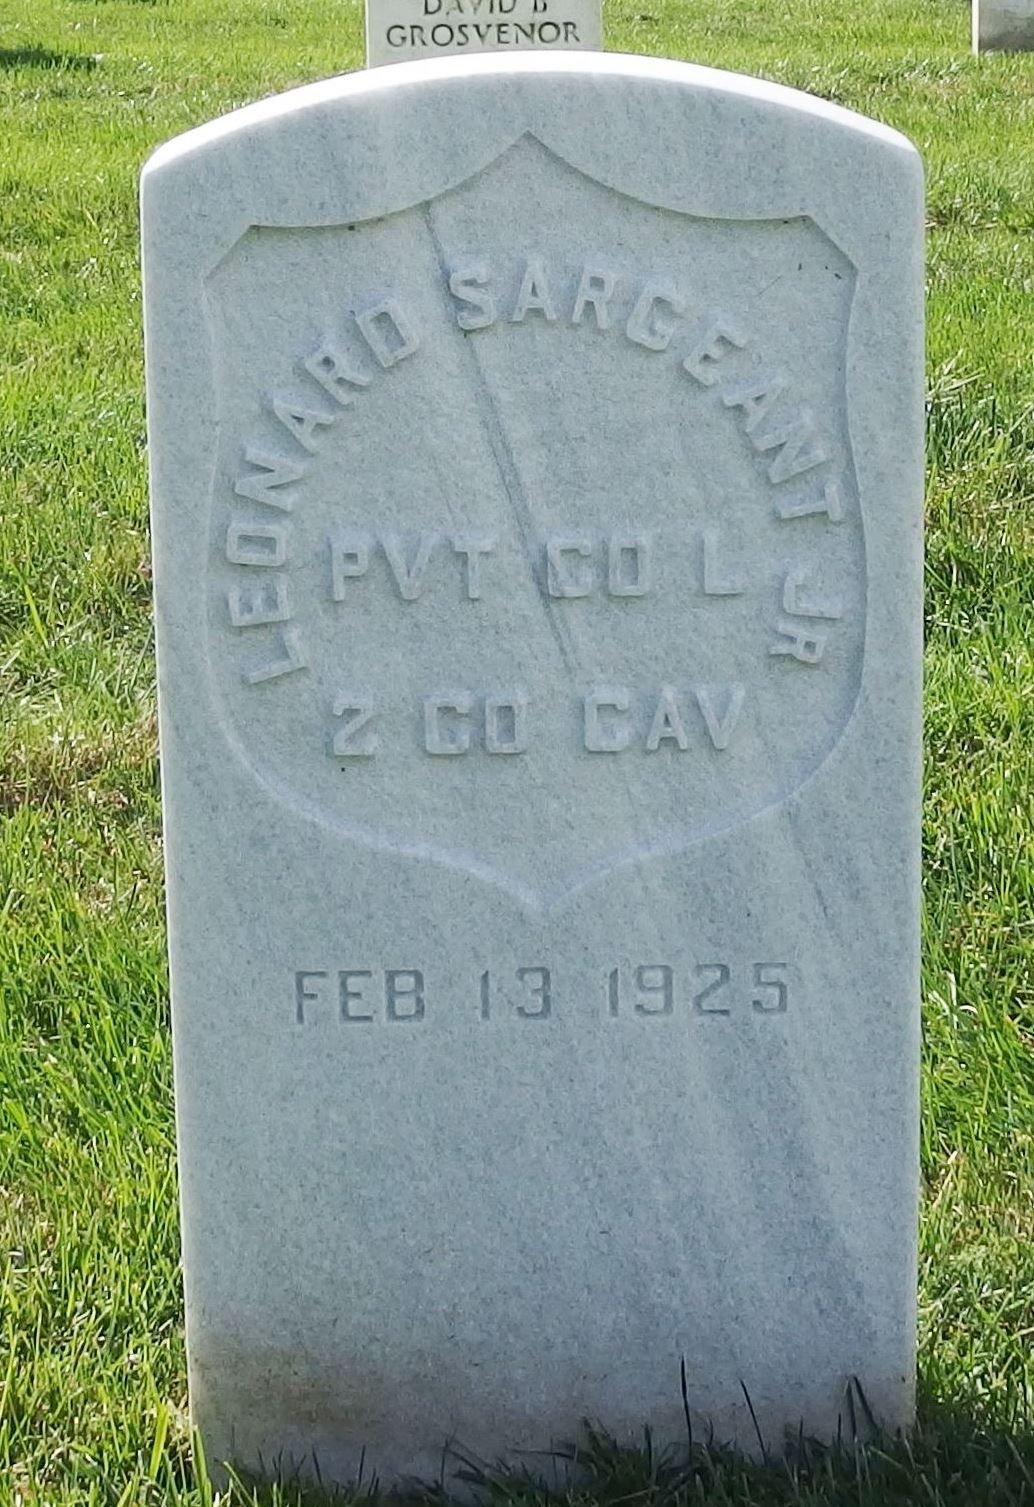 DAVID B
GROSVENOR
LEONARD SARGEANT JR
PVT CO L
2 CO CAV
FEB 13 1925